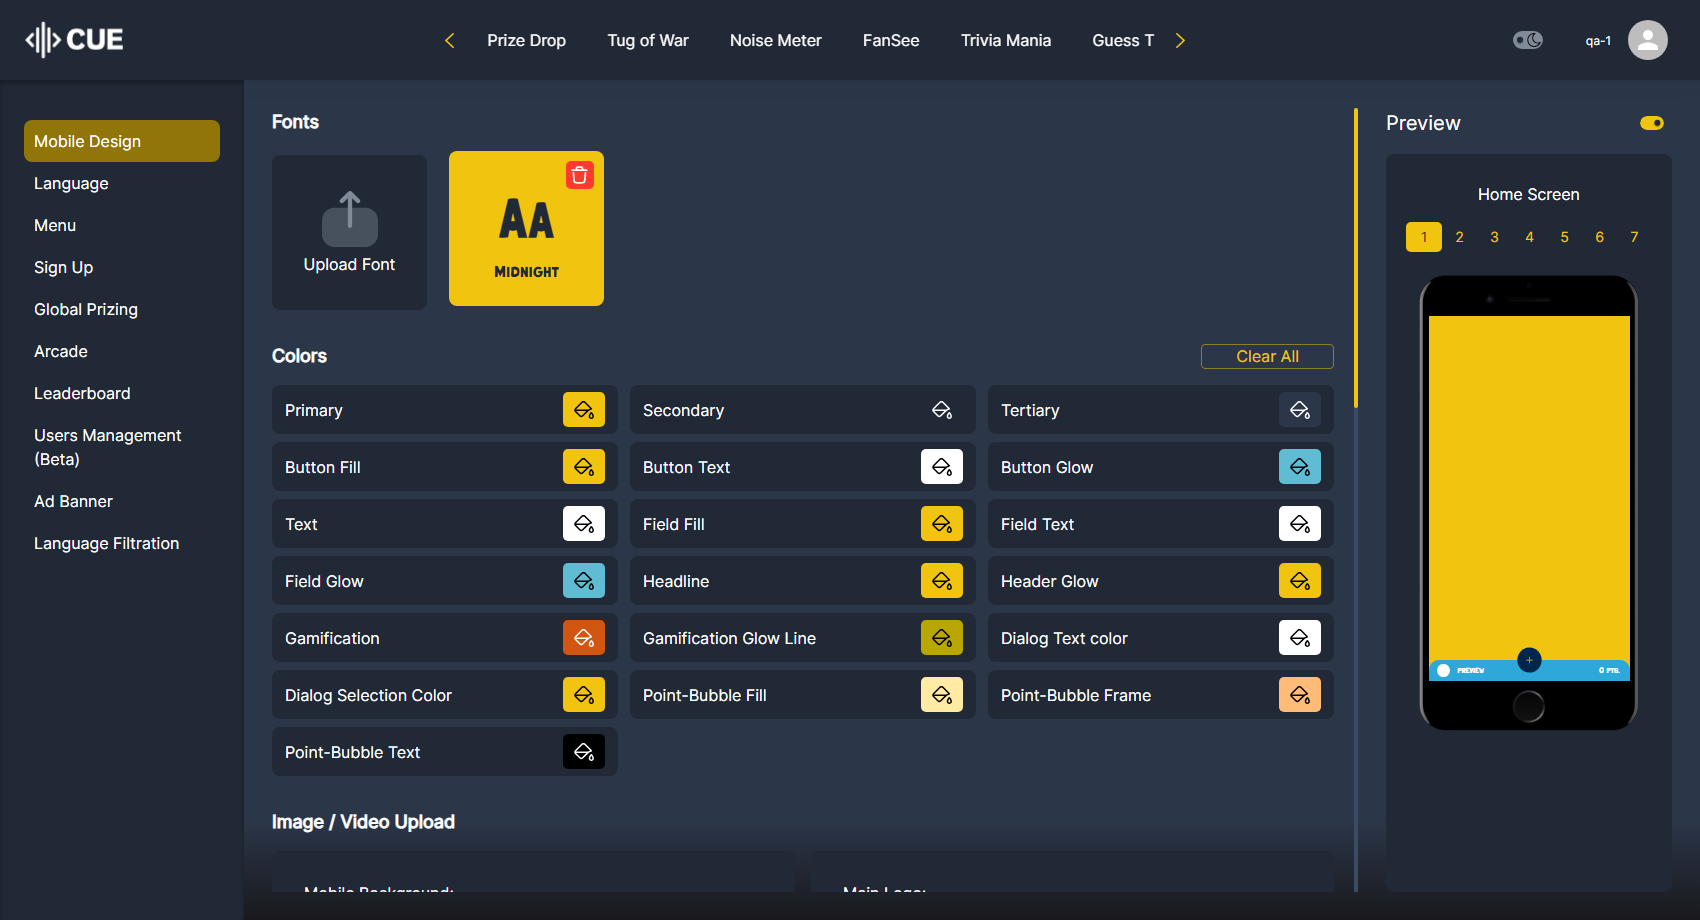 CUE
Prize Drop
Tug of War
Noise Meter
FanSee
Trivia Mania
Guess T
qa-1
Mobile Design
Language
Menu
Sign Up
Global Prizing
Arcade
Leaderboard
Users Management
(Beta)
Ad Banner
Language Filtration
Fonts
Upload Font
AA
MIDNIGHT
Colors
Clear All
Primary
Secondary
Tertiary
Button Fill
Button Text
Button Glow
Text
Field Fill
Field Text
Field Glow
Headline
Header Glow
Gamification
Gamification Glow Line
Dialog Text color
Dialog Selection Color
Point-Bubble Fill
Point-Bubble Frame
Point-Bubble Text
Image / Video Upload
Mobile Background:
Main Logo:
Preview
Home Screen
1 2 3 4 5 6 7
+
PREVIEW
0 PTS.